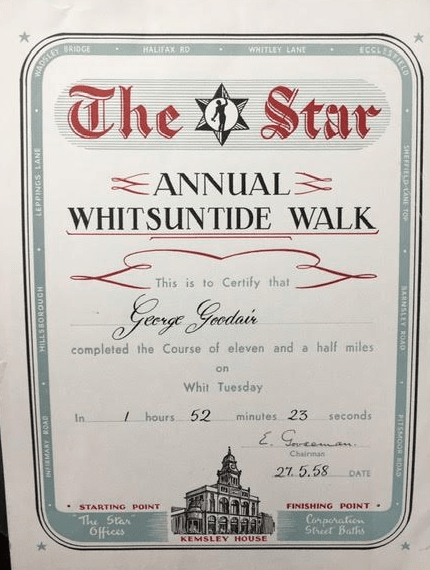 WADSLEY BRIDGE • HALIFAX RD • WHITLEY LANE • ECCLESFIELD
The Star
LEPPINGS LANE
SHEFFIELD LANE TOP
ANNUAL
WHITSUNTIDE WALK
This is to Certify that
George Goodair
HILLSBOROUGH
BARNSLEY ROAD
completed the Course of eleven and a half miles
on
Whit Tuesday
In 1 hours 52 minutes 23 seconds
INFIRMARY ROAD
PITSMOOR ROAD
E.
Chairman
27.5.58 DATE
• STARTING POINT
FINISHING POINT •
"The Star"
Offices
Corporation
Street Baths
KEMSLEY HOUSE